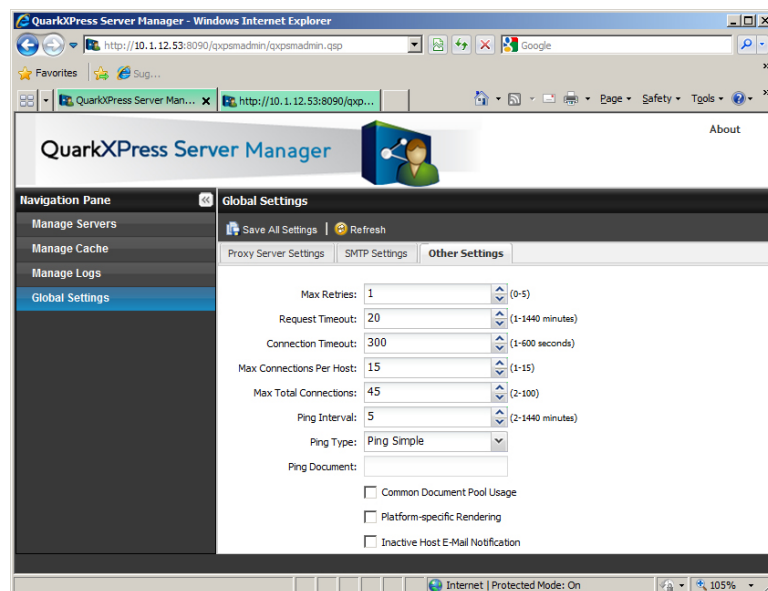 QuarkXPress Server Manager - Windows Internet Explorer
http://10.1.12.53:8090/qxpsmadmin/qxpsmadmin.qsp
Google
Favorites
Sug...
QuarkXPress Server Man...
http://10.1.12.53:8090/qxp...
Page
Safety
Tools
QuarkXPress Server Manager
About
Navigation Pane
Global Settings
Manage Servers
Save All Settings
Refresh
Manage Cache
Proxy Server Settings
SMTP Settings
Other Settings
Manage Logs
Global Settings
Max Retries: 1 (0-5)
Request Timeout: 20 (1-1440 minutes)
Connection Timeout: 300 (1-600 seconds)
Max Connections Per Host: 15 (1-15)
Max Total Connections: 45 (2-100)
Ping Interval: 5 (2-1440 minutes)
Ping Type: Ping Simple
Ping Document:
Common Document Pool Usage
Platform-specific Rendering
Inactive Host E-Mail Notification
Internet | Protected Mode: On
105%